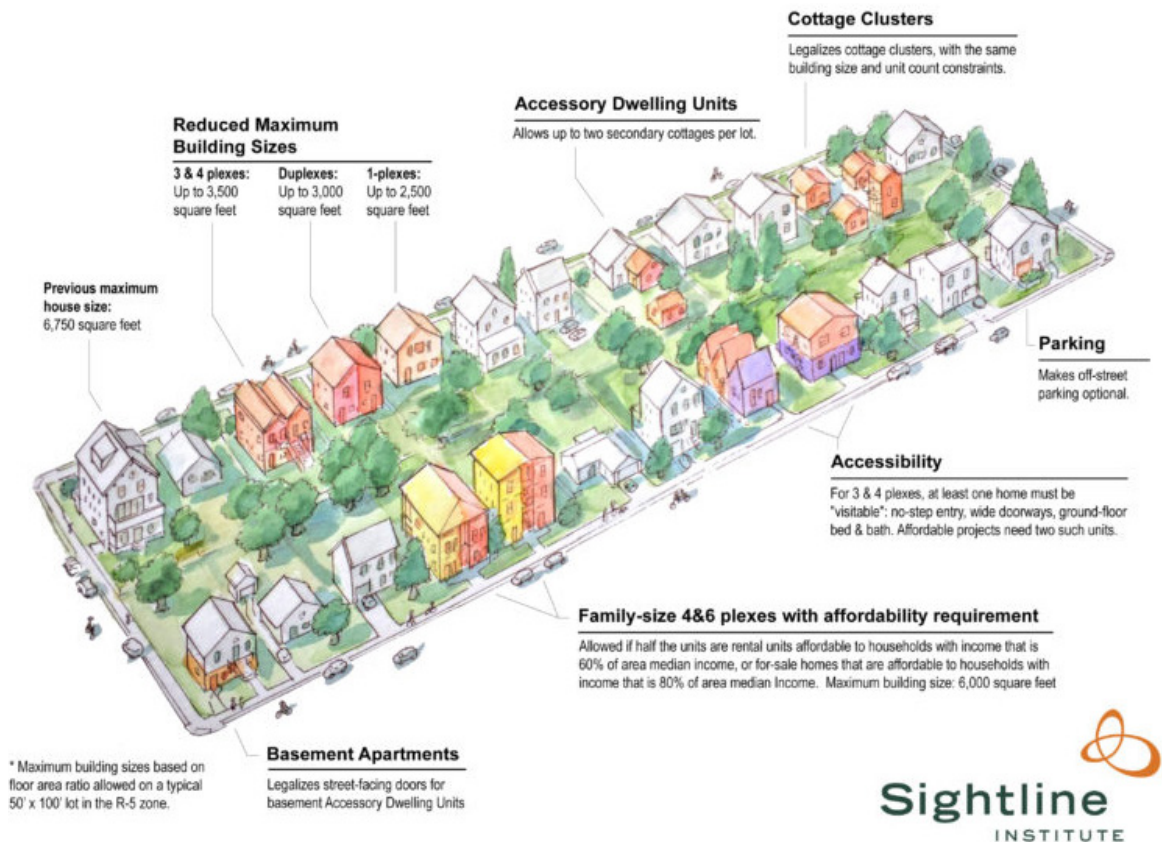 Cottage Clusters
Legalizes cottage clusters, with the same
building size and unit count constraints.
Accessory Dwelling Units
Allows up to two secondary cottages per lot.
Reduced Maximum
Building Sizes
3 & 4 plexes:
Up to 3,500
square feet
Duplexes:
Up to 3,000
square feet
1-plexes:
Up to 2,500
square feet
Previous maximum
house size:
6,750 square feet
Parking
Makes off-street
parking optional.
Accessibility
For 3 & 4 plexes, at least one home must be
"visitable": no-step entry, wide doorways, ground-floor
bed & bath. Affordable projects need two such units.
Family-size 4&6 plexes with affordability requirement
Allowed if half the units are rental units affordable to households with income that is
60% of area median income, or for-sale homes that are affordable to households with
income that is 80% of area median Income. Maximum building size: 6,000 square feet
Basement Apartments
Legalizes street-facing doors for
basement Accessory Dwelling Units
* Maximum building sizes based on
floor area ratio allowed on a typical
50' x 100' lot in the R-5 zone.
Sightline
INSTITUTE